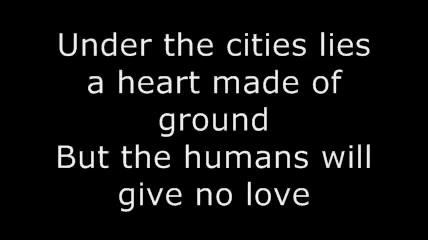 Under the cities lies
a heart made of
ground
But the humans will
give no love